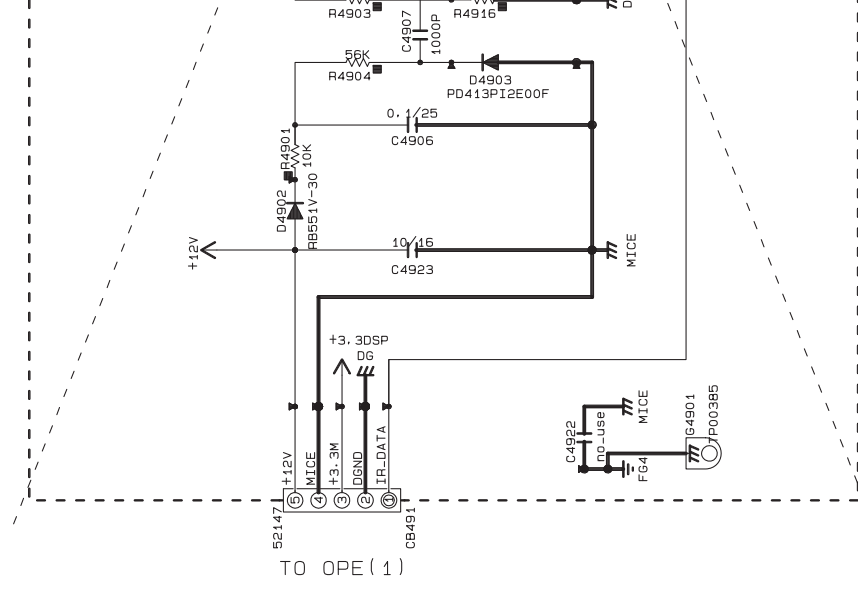 R4903
C4907
1000P
R4916
D
56K
R4904
D4903
PD413PI2E00F
0.1/25
C4906
R4901
10K
D4902
RB551V-30
+12V
10/16
C4923
MICE
+3.3DSP
DG
+12V
MICE
+3.3M
DGND
IR_DATA
5
4
3
2
1
52147
CB491
TO OPE(1)
C4922
no_use
MICE
FG4
G4901
TP00385